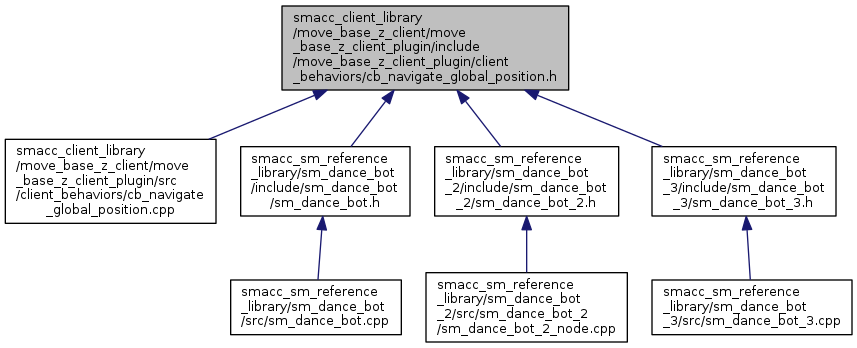 smacc_client_library
/move_base_z_client/move
_base_z_client_plugin/include
/move_base_z_client_plugin/client
_behaviors/cb_navigate_global_position.h
smacc_client_library
/move_base_z_client/move
_base_z_client_plugin/src
/client_behaviors/cb_navigate
_global_position.cpp
smacc_sm_reference
_library/sm_dance_bot
/include/sm_dance_bot
/sm_dance_bot.h
smacc_sm_reference
_library/sm_dance_bot
_2/include/sm_dance_bot
_2/sm_dance_bot_2.h
smacc_sm_reference
_library/sm_dance_bot
_3/include/sm_dance_bot
_3/sm_dance_bot_3.h
smacc_sm_reference
_library/sm_dance_bot
/src/sm_dance_bot.cpp
smacc_sm_reference
_library/sm_dance_bot
_2/src/sm_dance_bot_2
/sm_dance_bot_2_node.cpp
smacc_sm_reference
_library/sm_dance_bot
_3/src/sm_dance_bot_3.cpp